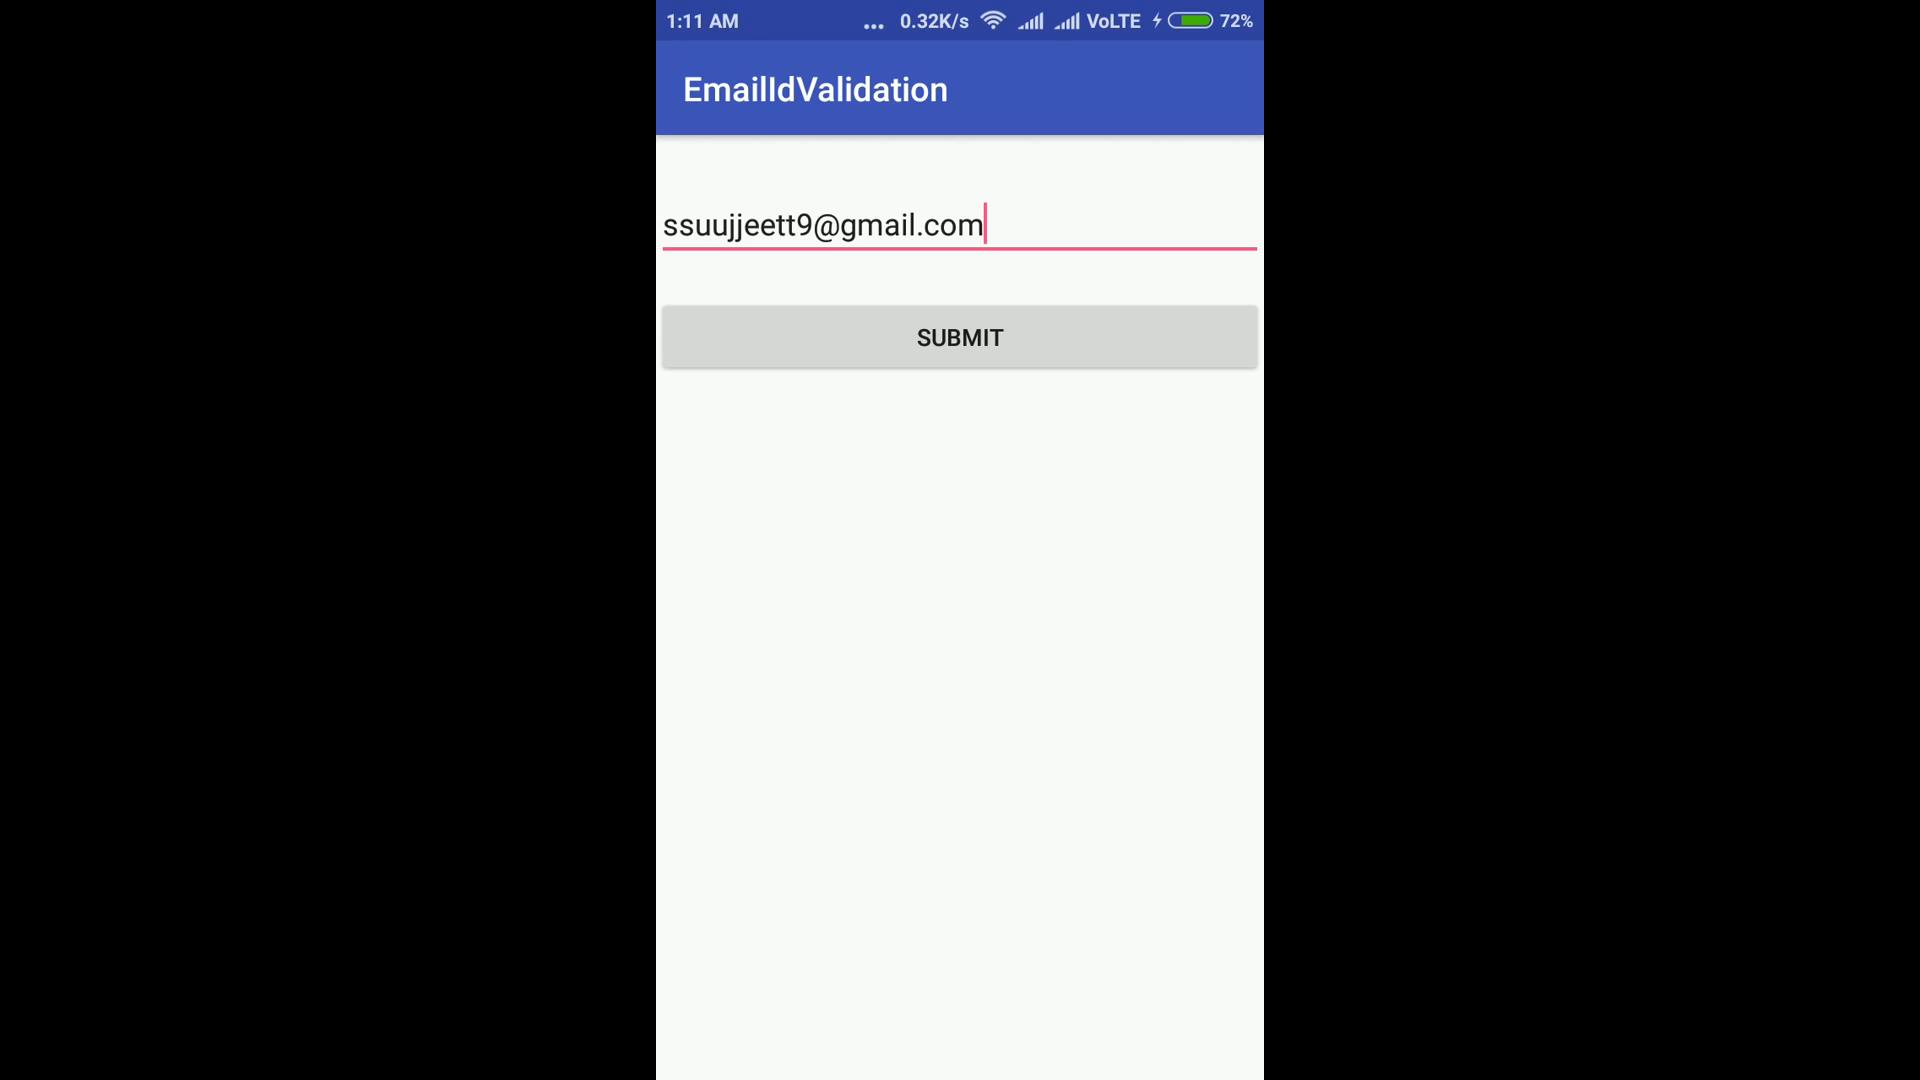 1:11 AM ... 0.32K/s VoLTE 72%
EmailIdValidation
ssuujjeett9@gmail.com
SUBMIT